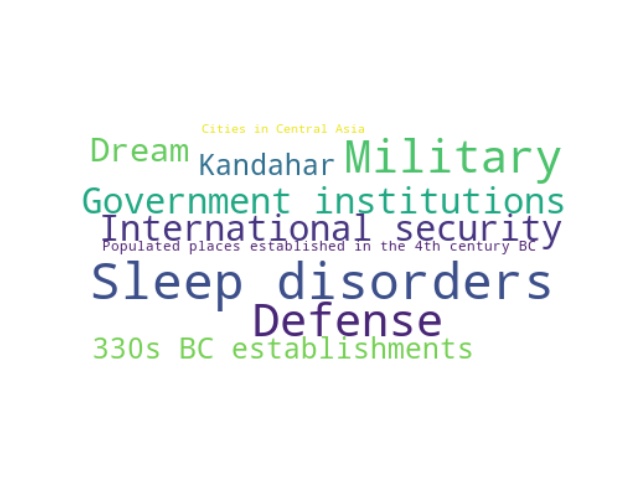 Cities in Central Asia
Dream
Kandahar
Military
Government institutions
International security
Populated places established in the 4th century BC
Sleep disorders
Defense
330s BC establishments